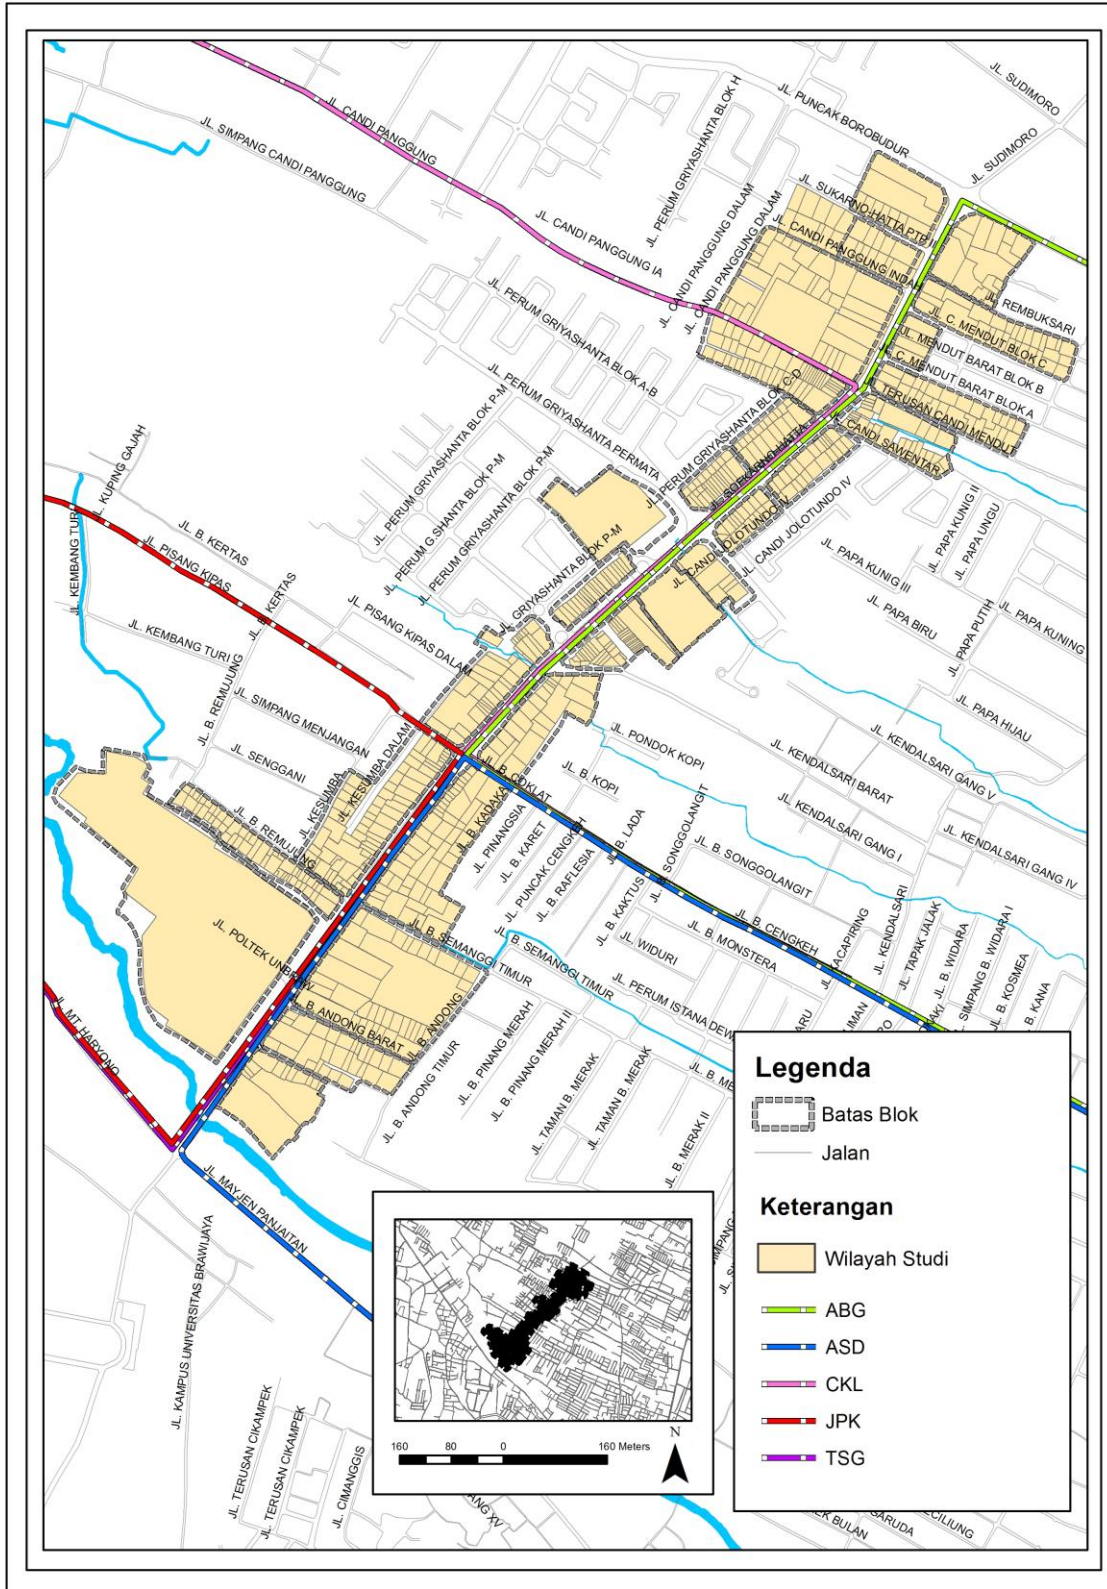 JL. SUDIMORO
JL. PUNCAK BOROBUDUR
JL. PERUM GRIYASHANTA BLOK H
JL. CANDI PANGGUNG
JL. SIMPANG CANDI PANGGUNG
JL. SUDIMORO
JL. SUKARNO-HATTA PTP II
JL. CANDI PANGGUNG DALAM
JL. CANDI PANGGUNG DALAM
JL. CANDI PANGGUNG INDAH
JL. CANDI PANGGUNG IA
JL. REMBUKSARI
JL. C. MENDUT BLOK C
JL. MENDUT BARAT BLOK B
C. MENDUT BARAT BLOK A
JL. PERUM GRIYASHANTA BLOK A-B
JL. PERUM GRIYASHANTA PERMATA
JL. PERUM GRIYASHANTA BLOK C-D
TERUSAN CANDI MENDUT
CANDI SAWENTAR
JL. SOEKARNO-HATTA
JL. PERUM GRIYASHANTA BLOK P-M
JL. PERUM G.SHANTA BLOK P-M
JL. PERUM GRIYASHANTA BLOK P-M
JL. GRIYASHANTA BLOK P-M
JL. CANDI JOLOTUNDO IV
JL. CANDI JOLOTUNDO IV
JL. PAPA KUNIG II
JL. PAPA UNGU
JL. PAPA KUNIG III
JL. PAPA BIRU
JL. PAPA PUTIH
JL. PAPA KUNING
JL. PAPA HIJAU
JL. KUPING GAJAH
JL. KEMBANG TURI
JL. B. KERTAS
JL. PISANG KIPAS
JL. B. KERTAS
JL. PISANG KIPAS DALAM
JL. KEMBANG TURI
JL. B. REMUJUNG
JL. SIMPANG MENJANGAN
JL. SENGGANI
JL. KESUMBA
JL. KESUMBA DALAM
JL. B. REMUJUNG
JL. PONDOK KOPI
JL. B. KOPI
JL. B. COKLAT
JL. B. KADAKA
JL. PINANGSIA
JL. B. KARET
JL. PUNCAK CENGKEH
JL. B. RAFLESIA
JL. B. LADA
JL. B. KAKTUS
JL. B. SONGGOLANGIT
JL. B. SONGGOLANGIT
JL. KENDALSARI BARAT
JL. KENDALSARI GANG V
JL. KENDALSARI GANG I
JL. KENDALSARI GANG IV
JL. B. CENGKEH
JL. KENDALSARI
JL. TAPAK JALAK
JL. B. WIDARA
JL. SIMPANG B. WIDARA I
JL. B. KOSMEA
B. KANA
JL. B. MONSTERA
JL. WIDURI
JL. B. SEMANGGI TIMUR
JL. B. SEMANGGI TIMUR
JL. POLTEK UNBRAW
JL. B. ANDONG BARAT
JL. B. ANDONG
JL. B. ANDONG TIMUR
JL. B. PINANG MERAH
JL. B. PINANG MERAH II
JL. TAMAN B. MERAK
JL. TAMAN B. MERAK
JL. B. MERAK II
JL. PERUM ISTANA DEW
JL. MT HARYONO
JL. MAYJEN PANJAITAN
JL. KAMPUS UNIVERSITAS BRAWIJAYA
JL. TERUSAN CIKAMPEK
JL. TERUSAN CIKAMPEK
JL. CIMANGGIS
ANG XV
EK BULAN
GARUDA
CECILIUNG
Legenda
Batas Blok
Jalan
Keterangan
Wilayah Studi
ABG
ASD
CKL
JPK
TSG
N
160 80 0 160 Meters